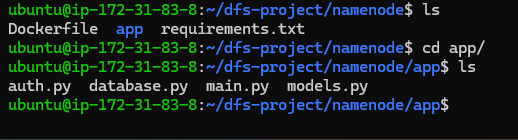 ubuntu@ip-172-31-83-8:~/dfs-project/namenode$ ls
Dockerfile  app  requirements.txt
ubuntu@ip-172-31-83-8:~/dfs-project/namenode$ cd app/
ubuntu@ip-172-31-83-8:~/dfs-project/namenode/app$ ls
auth.py  database.py  main.py  models.py
ubuntu@ip-172-31-83-8:~/dfs-project/namenode/app$